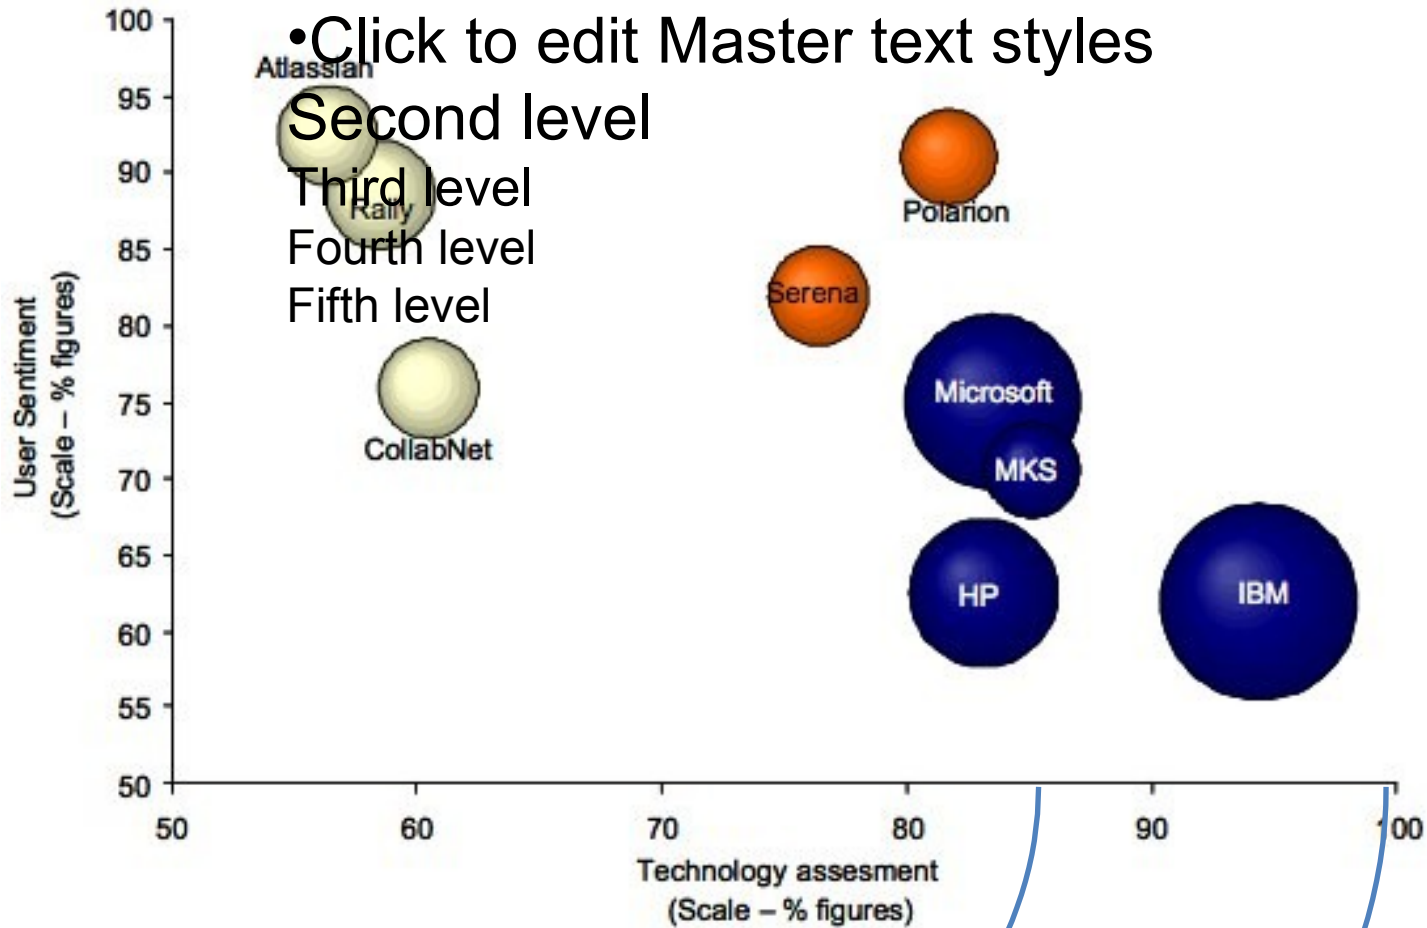 •Click to edit Master text styles
Second level
Third level
Fourth level
Fifth level
Atlassian
Rally
CollabNet
Polarion
Serena
Microsoft
MKS
HP
IBM
User Sentiment
(Scale – % figures)
100
95
90
85
80
75
70
65
60
55
50
50 60 70 80 90 100
Technology assesment
(Scale – % figures)